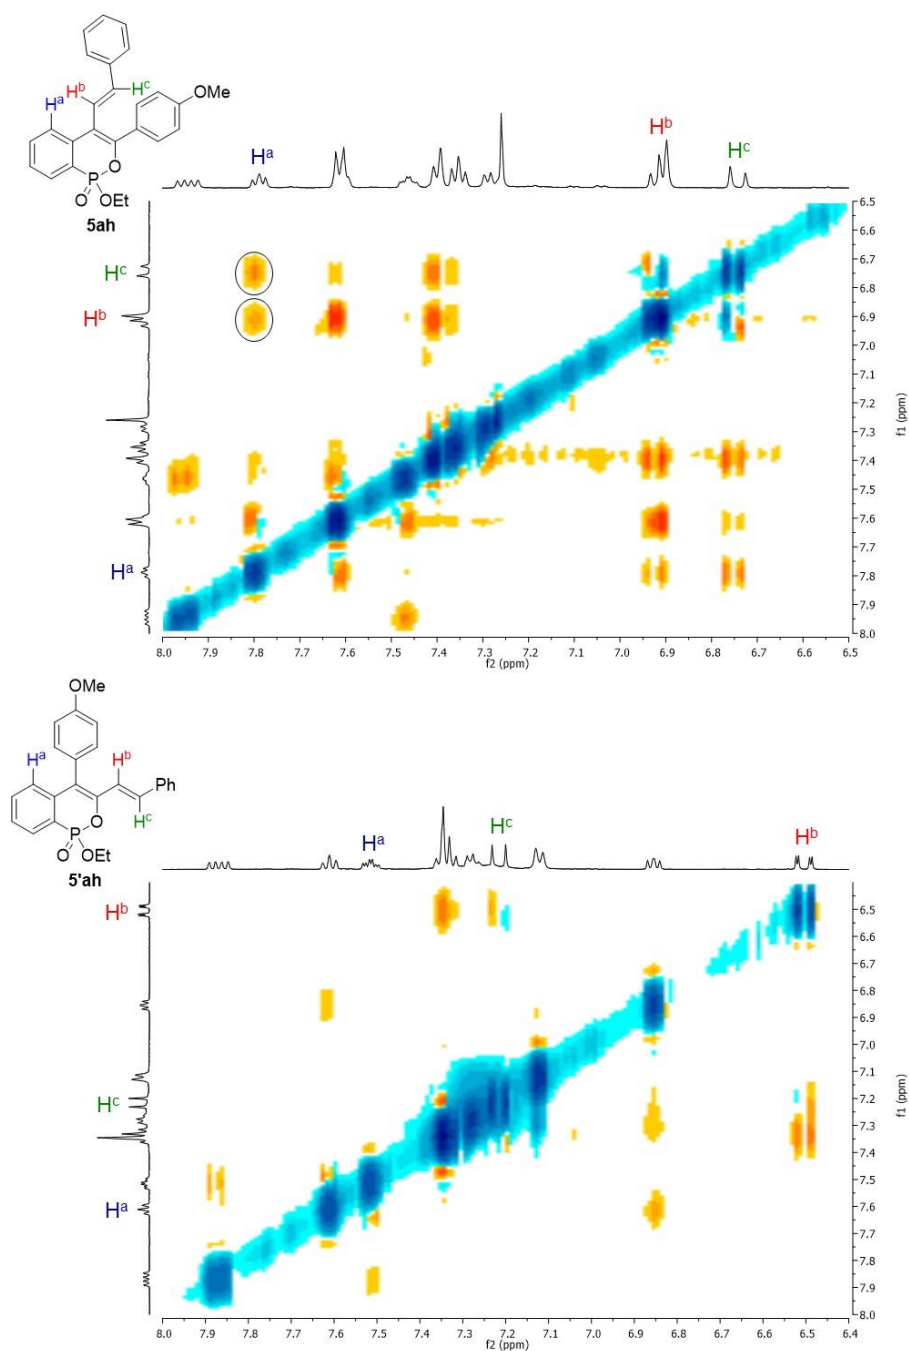 Hᵇ
Hᶜ
Hᵃ
OMe
O
P
O
OEt
5ah
Hᵃ
Hᵇ
Hᶜ
Hᶜ
Hᵇ
Hᵃ
6.5
6.6
6.7
6.8
6.9
7.0
7.1
7.2
7.3
7.4
7.5
7.6
7.7
7.8
7.9
8.0
f1 (ppm)
8.0 7.9 7.8 7.7 7.6 7.5 7.4 7.3 7.2 7.1 7.0 6.9 6.8 6.7 6.6 6.5
f2 (ppm)
OMe
Hᵃ
Hᵇ
Ph
Hᶜ
O
P
O
OEt
5'ah
Hᵃ
Hᶜ
Hᵇ
Hᵇ
Hᶜ
Hᵃ
6.5
6.6
6.7
6.8
6.9
7.0
7.1
7.2
7.3
7.4
7.5
7.6
7.7
7.8
7.9
8.0
f1 (ppm)
8.0 7.9 7.8 7.7 7.6 7.5 7.4 7.3 7.2 7.1 7.0 6.9 6.8 6.7 6.6 6.5 6.4
f2 (ppm)